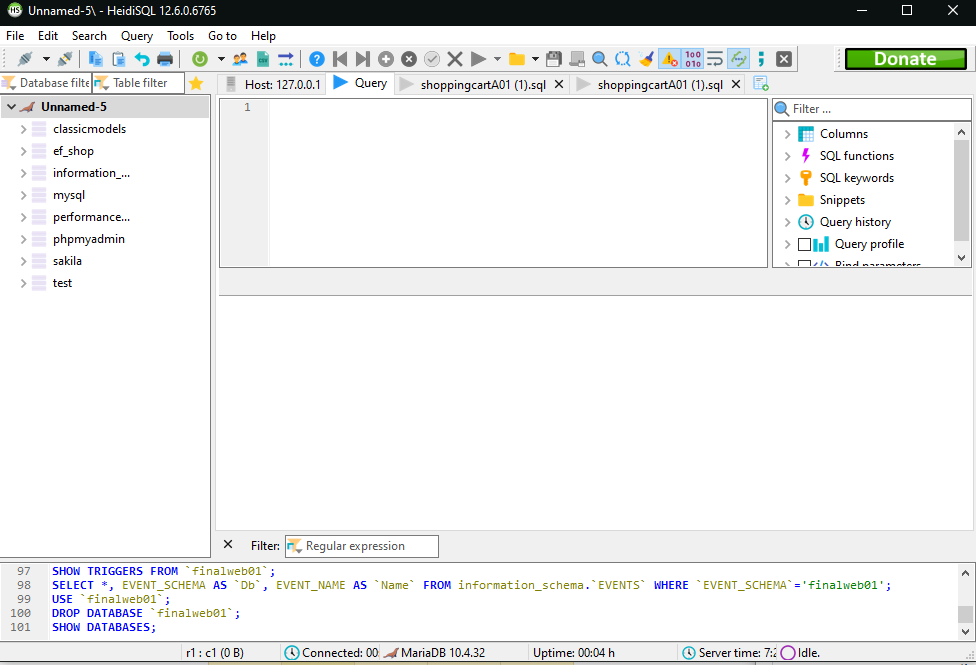 Unnamed-5\ - HeidiSQL 12.6.0.6765
File Edit Search Query Tools Go to Help
Donate
Database filte Table filter
Host: 127.0.0.1 Query shoppingcartA01 (1).sql shoppingcartA01 (1).sql
Unnamed-5
classicmodels
ef_shop
information_...
mysql
performance...
phpmyadmin
sakila
test
1
Filter ...
Columns
SQL functions
SQL keywords
Snippets
Query history
Query profile
Bind parameters
Filter: Regular expression
97 SHOW TRIGGERS FROM `finalweb01`;
98 SELECT *, EVENT_SCHEMA AS `Db`, EVENT_NAME AS `Name` FROM information_schema.`EVENTS` WHERE `EVENT_SCHEMA`='finalweb01';
99 USE `finalweb01`;
100 DROP DATABASE `finalweb01`;
101 SHOW DATABASES;
r1 : c1 (0 B) Connected: 00: MariaDB 10.4.32 Uptime: 00:04 h Server time: 7:2 Idle.